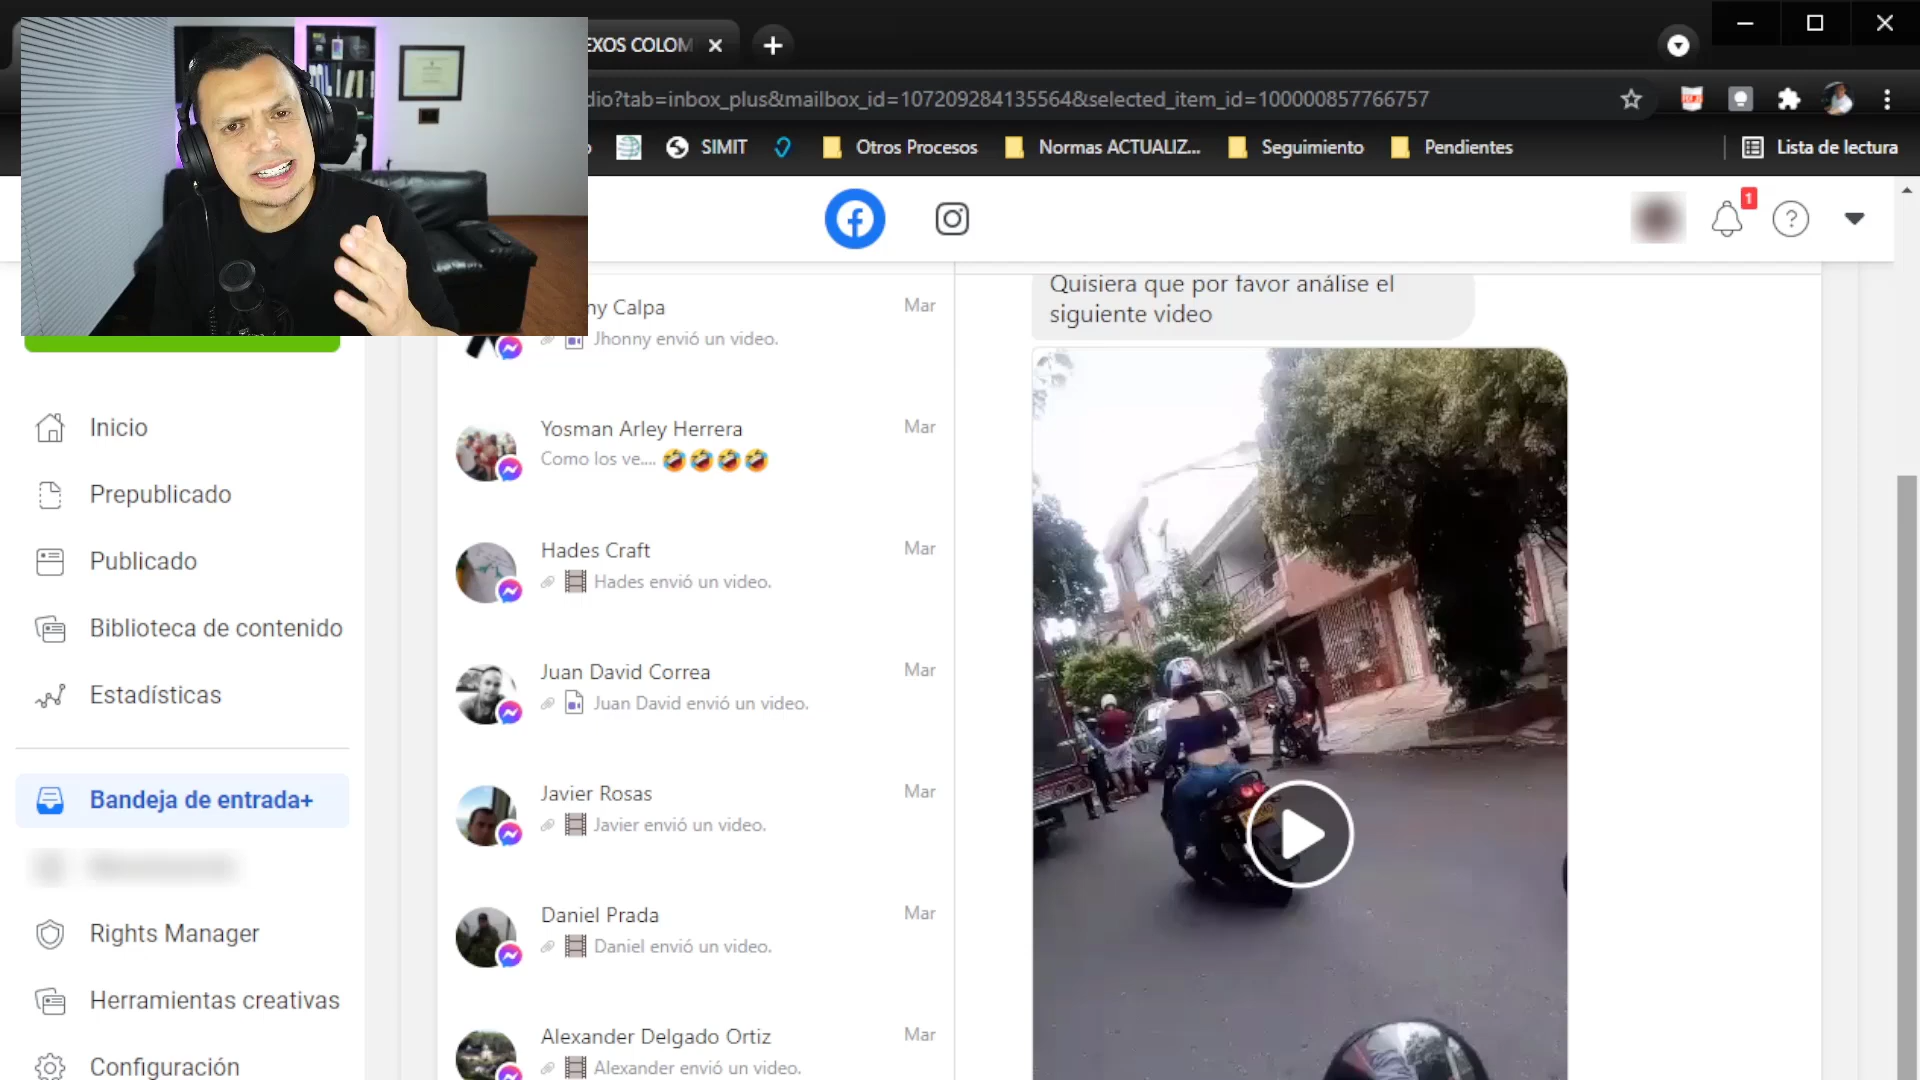 EXOS COLOM
dio?tab=inbox_plus&mailbox_id=107209284135564&selected_item_id=100000857766757
SIMIT
Otros Procesos
Normas ACTUALIZ...
Seguimiento
Pendientes
Lista de lectura
1
Inicio
Prepublicado
Publicado
Biblioteca de contenido
Estadísticas
Bandeja de entrada+
Rights Manager
Herramientas creativas
Configuración
ny Calpa
Mar
Jhonny envió un video.
Yosman Arley Herrera
Mar
Como los ve.... 🤣🤣🤣🤣
Hades Craft
Mar
Hades envió un video.
Juan David Correa
Mar
Juan David envió un video.
Javier Rosas
Mar
Javier envió un video.
Daniel Prada
Mar
Daniel envió un video.
Alexander Delgado Ortiz
Mar
Alexander envió un video.
Quisiera que por favor análise el
siguiente video